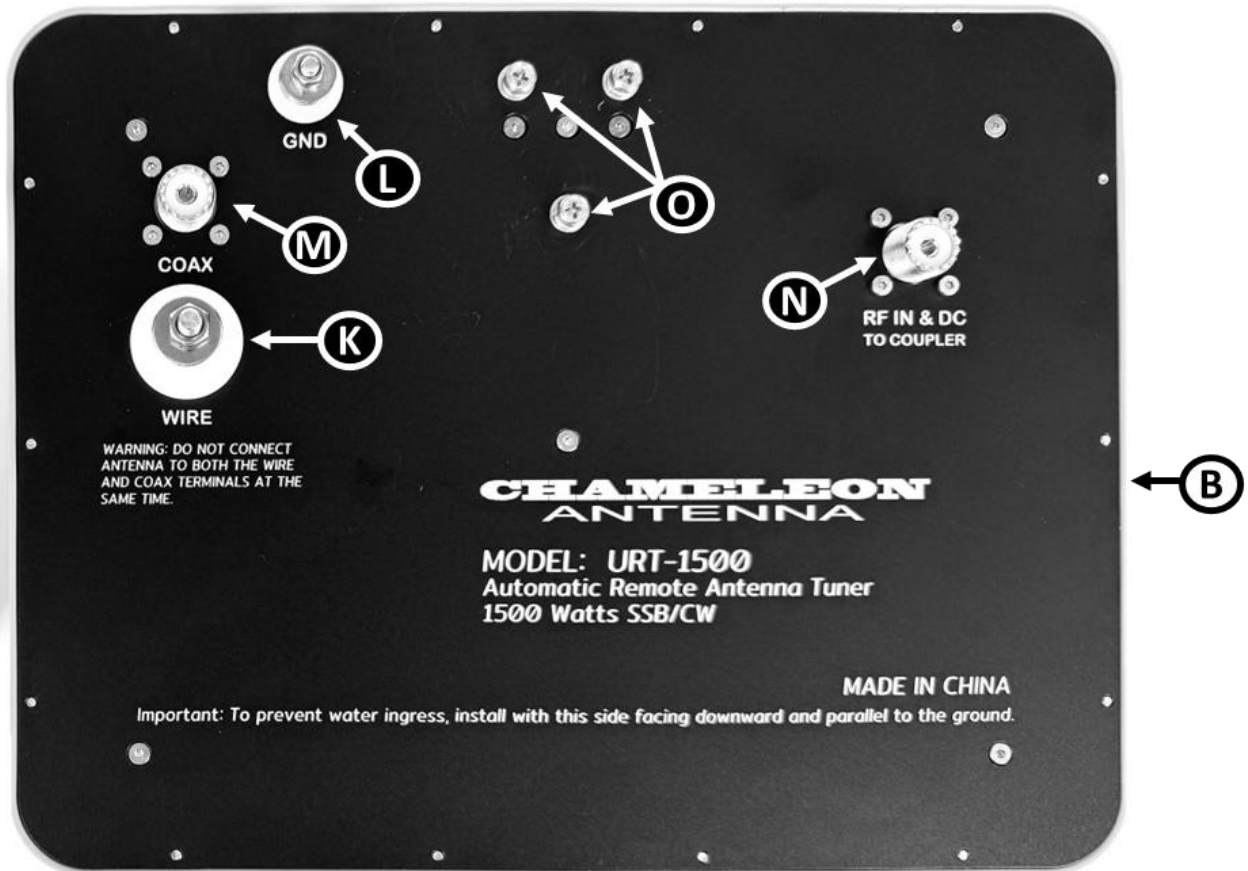 GND
L
O
M
COAX
N
RF IN & DC
TO COUPLER
K
WIRE
WARNING: DO NOT CONNECT
ANTENNA TO BOTH THE WIRE
AND COAX TERMINALS AT THE
SAME TIME.
B
CHAMELEON
ANTENNA
MODEL: URT-1500
Automatic Remote Antenna Tuner
1500 Watts SSB/CW
MADE IN CHINA
Important: To prevent water ingress, install with this side facing downward and parallel to the ground.